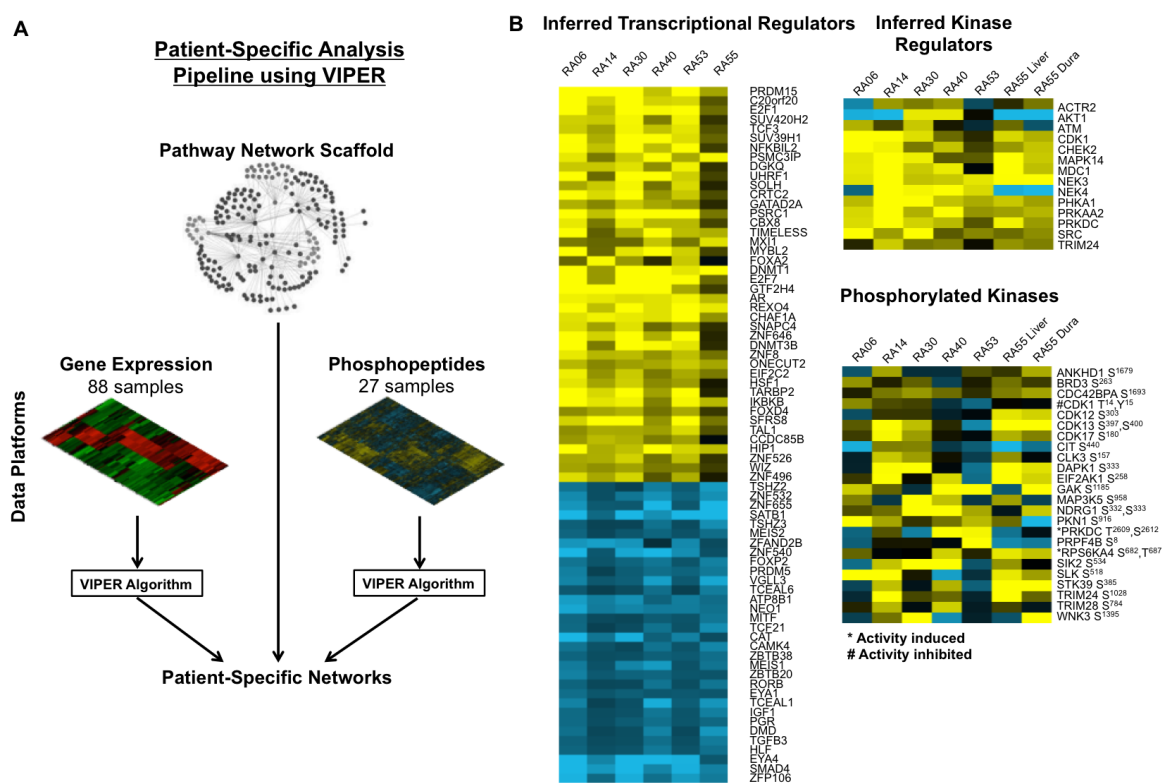 A
Patient-Specific Analysis
Pipeline using VIPER
Pathway Network Scaffold
Gene Expression
88 samples
Phosphopeptides
27 samples
Data Platforms
VIPER Algorithm
VIPER Algorithm
Patient-Specific Networks
B
Inferred Transcriptional Regulators
RA06
RA14
RA30
RA40
RA53
RA55
PRDM15
C20orf20
E2F1
SUV420H2
TCF3
SUV39H1
NFKBIL2
PSMC3IP
DGKQ
UHRF1
SOLH
CRTC2
GATAD2A
PSRC1
CBX8
TIMELESS
MXI1
MYBL2
FOXA2
DNMT1
E2F7
GTF2H4
AR
REXO4
CHAF1A
SNAPC4
ZNF646
DNMT3B
ZNF8
ONECUT2
EIF2C2
HSF1
TARBP2
IKBKB
FOXD4
SFRS8
TAL1
CCDC85B
HIP1
ZNF526
WIZ
ZNF496
TSHZ2
ZNF532
ZNF655
SATB1
TSHZ3
MEIS2
ZFAND2B
ZNF540
FOXP2
PRDM5
VGLL3
TCEAL6
ATP8B1
NEO1
MITF
TCF21
CAT
CAMK4
ZBTB38
MEIS1
ZBTB20
RORB
EYA1
TCEAL1
IGF1
PGR
DMD
TGFB3
HLF
EYA4
SMAD4
ZFP106
Inferred Kinase
Regulators
RA06
RA14
RA30
RA40
RA53
RA55 Liver
RA55 Dura
ACTR2
AKT1
ATM
CDK1
CHEK2
MAPK14
MDC1
NEK3
NEK4
PHKA1
PRKAA2
PRKDC
SRC
TRIM24
Phosphorylated Kinases
RA06
RA14
RA30
RA40
RA53
RA55 Liver
RA55 Dura
ANKHD1 S1679
BRD3 S263
CDC42BPA S1693
#CDK1 T14,Y15
CDK12 S303
CDK13 S397,S400
CDK17 S180
CIT S440
CLK3 S157
DAPK1 S333
EIF2AK1 S258
GAK S1185
MAP3K5 S958
NDRG1 S332,S333
PKN1 S916
*PRKDC T2609,S2612
PRPF4B S8
*RPS6KA4 S682,T687
SIK2 S534
SLK S518
STK39 S385
TRIM24 S1028
TRIM28 S784
WNK3 S1395
* Activity induced
# Activity inhibited